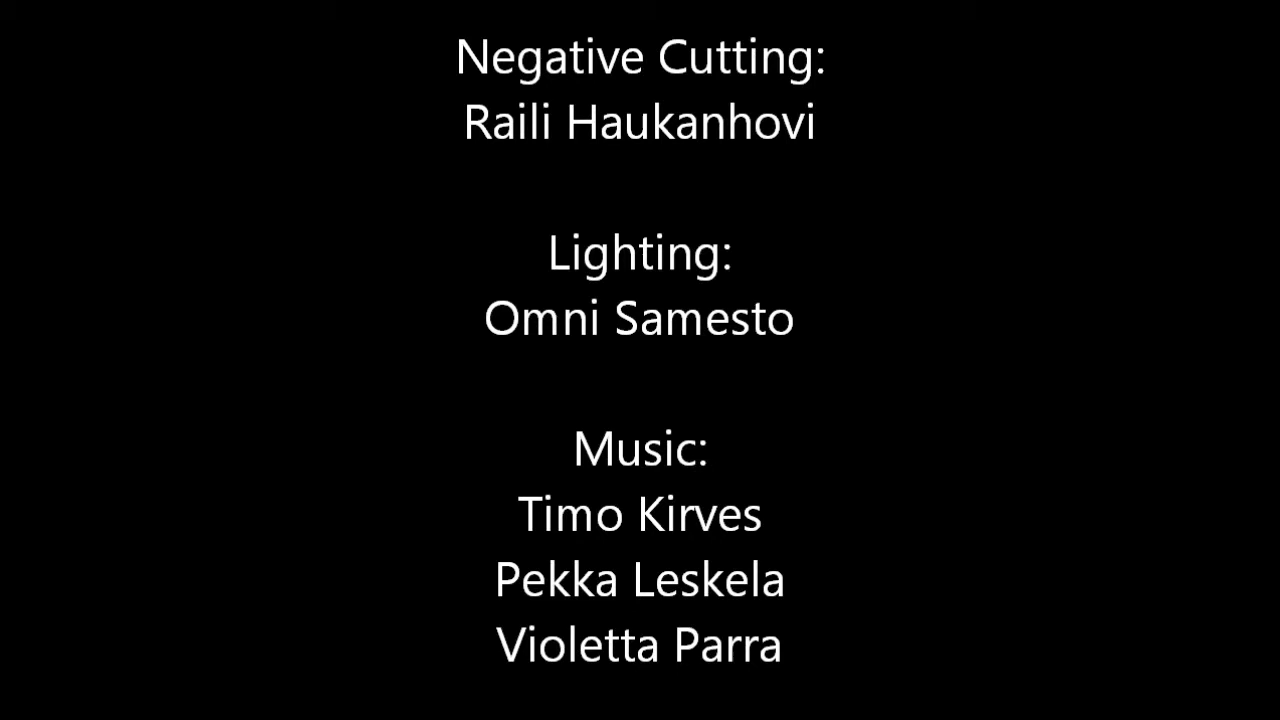 Negative Cutting:
Raili Haukanhovi
Lighting:
Omni Samesto
Music:
Timo Kirves
Pekka Leskela
Violetta Parra